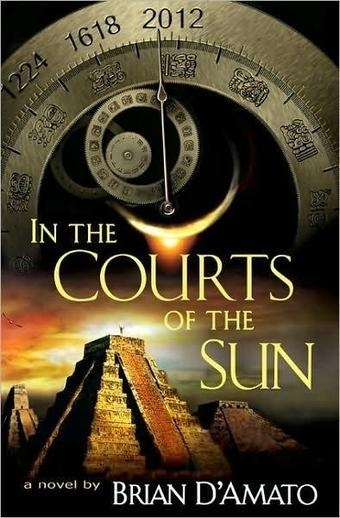 1224 1618 2012
IN THE
COURTS
OF THE
SUN
a novel by BRIAN D'AMATO